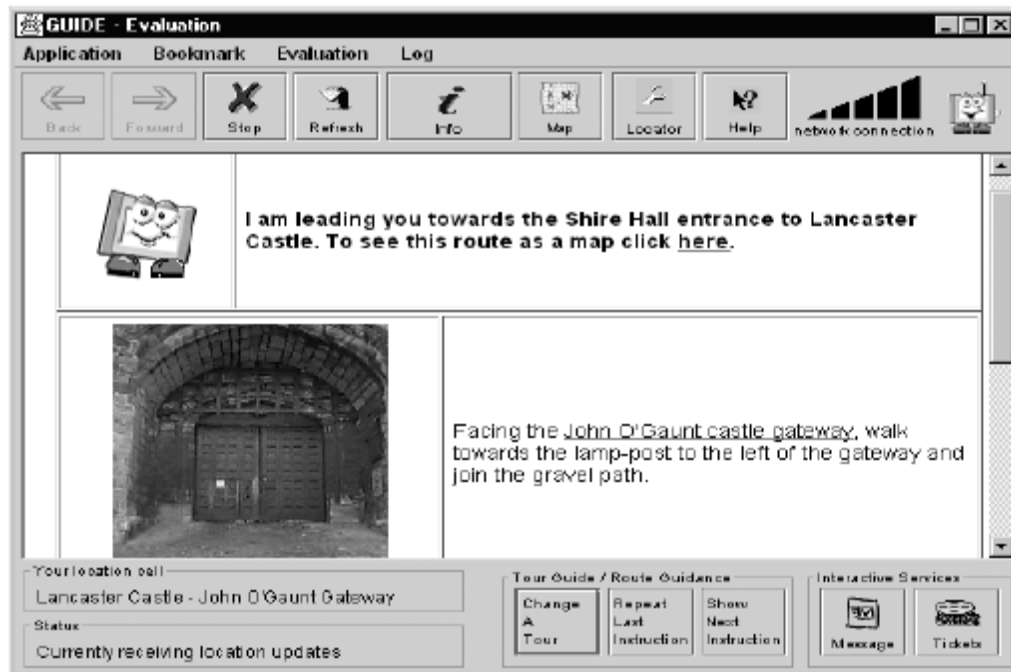 GUIDE - Evaluation
Application Bookmark Evaluation Log
Back Forward Stop Refresh Info Map Locator Help network connection
I am leading you towards the Shire Hall entrance to Lancaster
Castle. To see this route as a map click here.
Facing the John O'Gaunt castle gateway, walk
towards the lamp-post to the left of the gateway and
join the gravel path.
Your location cell
Lancaster Castle - John O'Gaunt Gateway
Status
Currently receiving location updates
Tour Guide / Route Guidance
Change
A
Tour
Repeat
Last
Instruction
Show
Next
Instruction
Interactive Services
Message
Tickets